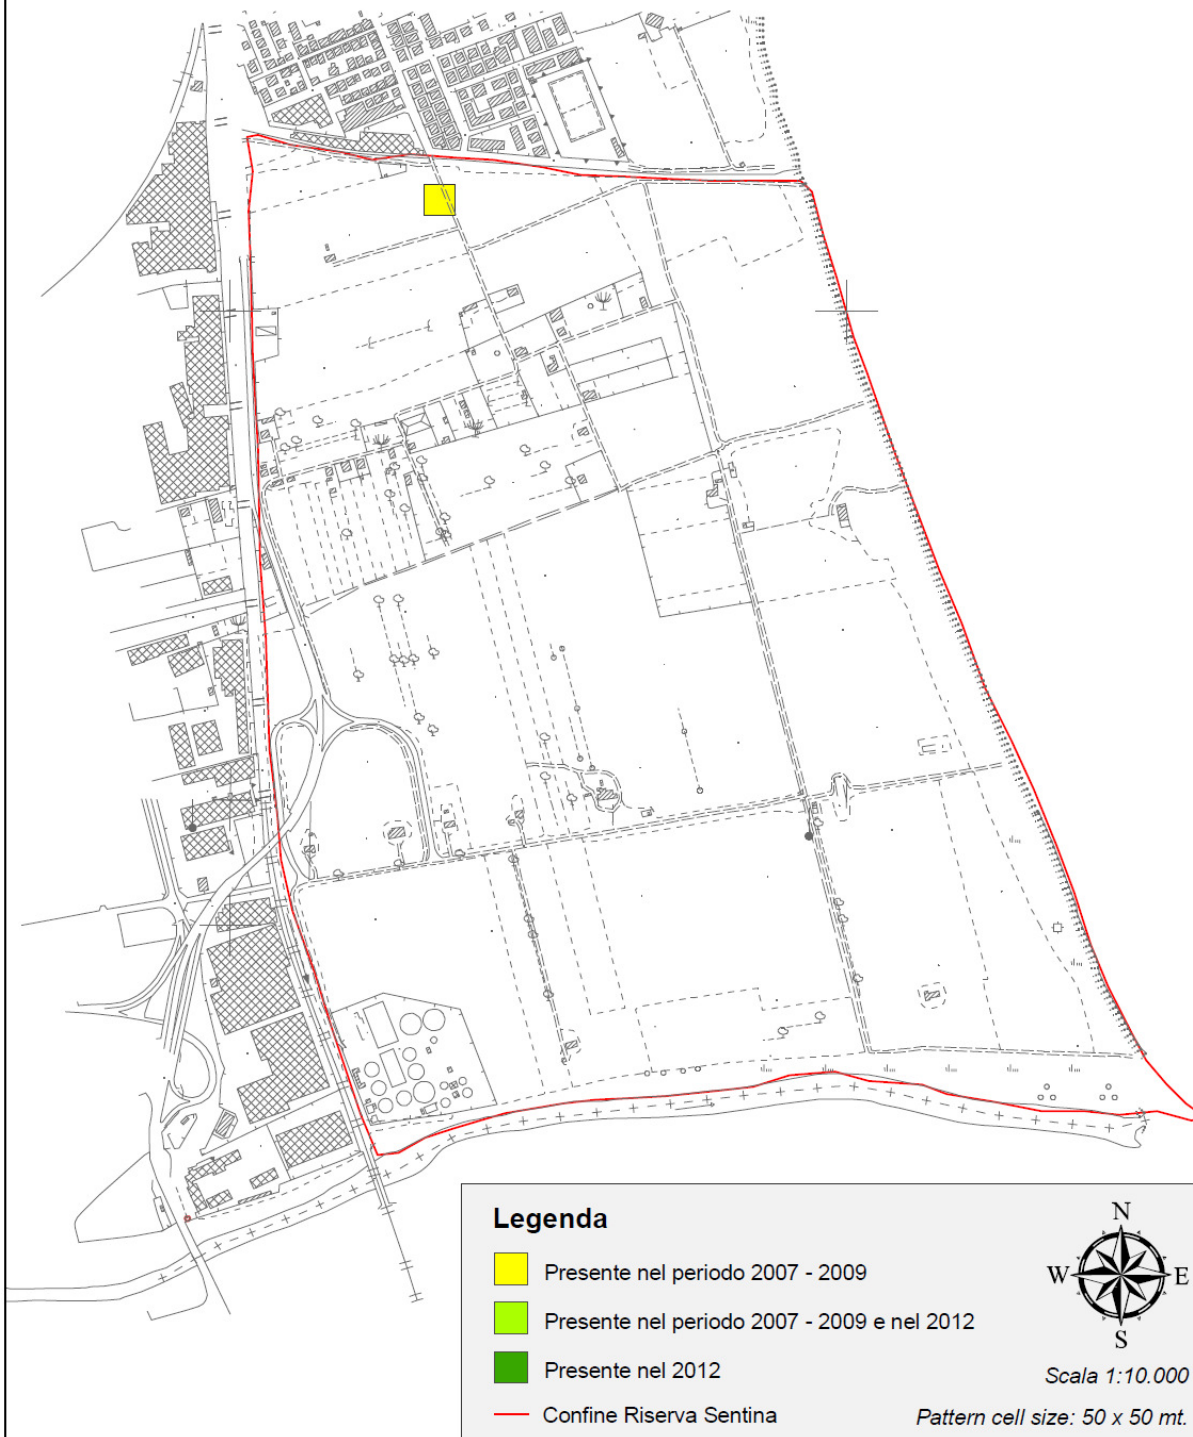 Legenda
Presente nel periodo 2007 - 2009
Presente nel periodo 2007 - 2009 e nel 2012
Presente nel 2012
Confine Riserva Sentina
N
W E
S
Scala 1:10.000
Pattern cell size: 50 x 50 mt.